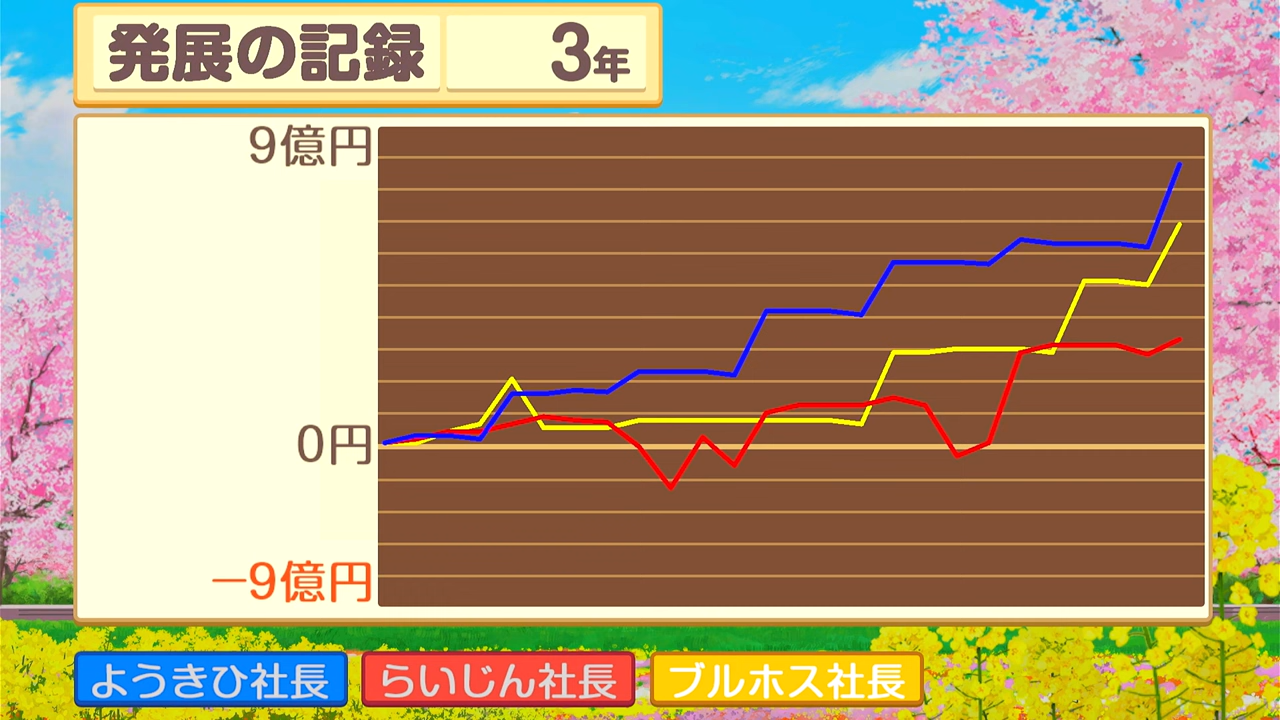 発展の記録 3年
9億円
0円
－9億円
ようきひ社長 らいじん社長 ブルホス社長